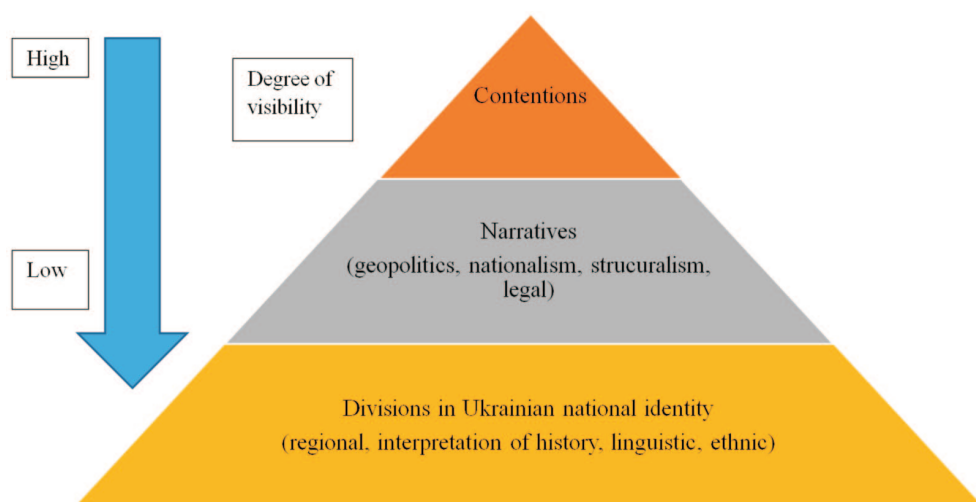 High
Degree of
visibility
Contentions
Low
Narratives
(geopolitics, nationalism, strucuralism,
legal)
Divisions in Ukrainian national identity
(regional, interpretation of history, linguistic, ethnic)